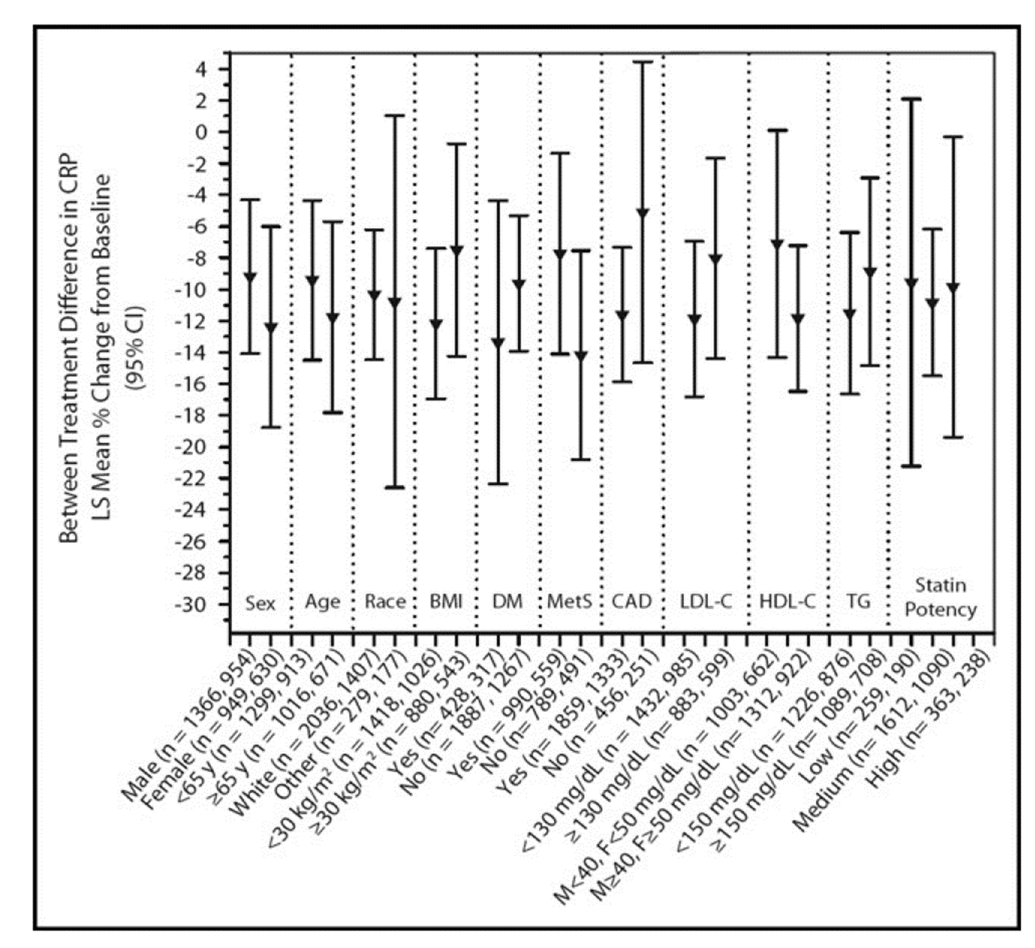 Between Treatment Difference in CRP
LS Mean % Change from Baseline
(95% CI)
4
2
0
-2
-4
-6
-8
-10
-12
-14
-16
-18
-20
-22
-24
-26
-28
-30
Sex
Age
Race
BMI
DM
MetS
CAD
LDL-C
HDL-C
TG
Statin
Potency
Male (n = 1366, 954)
Female (n = 949, 630)
<65 y (n = 1299, 913)
≥65 y (n = 1016, 671)
White (n = 2036, 1407)
Other (n = 279, 177)
<30 kg/m² (n = 1418, 1026)
≥30 kg/m² (n = 880, 543)
Yes (n= 428, 317)
No (n = 1887, 1267)
Yes (n = 990, 559)
No (n= 789, 491)
Yes (n= 1859, 1333)
No (n = 456, 251)
<130 mg/dL (n = 1432, 985)
≥130 mg/dL (n= 883, 599)
M<40, F<50 mg/dL (n = 1003, 662)
M≥40, F≥50 mg/dL (n= 1312, 922)
<150 mg/dL (n = 1226, 876)
≥150 mg/dL (n= 1089, 708)
Low (n= 259, 190)
Medium (n= 1612, 1090)
High (n= 363, 238)